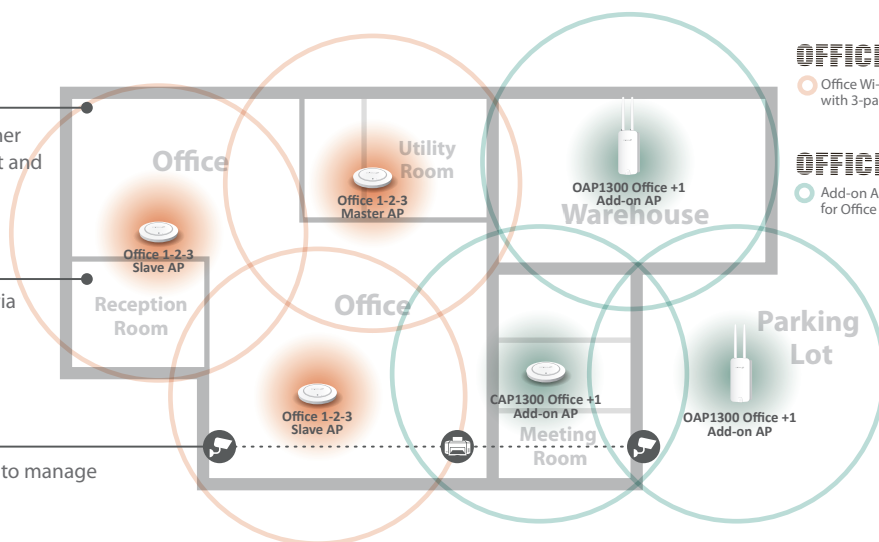 OFFIC
Office Wi-
with 3-pa
t and
Office
Utility
Room
Office 1-2-3
Master AP
OAP1300 Office +1
Add-on AP
Warehouse
OFFIC
Add-on A
for Office
Office 1-2-3
Slave AP
Reception
Room
Office
Parking
Lot
CAP1300 Office +1
Add-on AP
OAP1300 Office +1
Add-on AP
Office 1-2-3
Slave AP
Meeting
Room
to manage